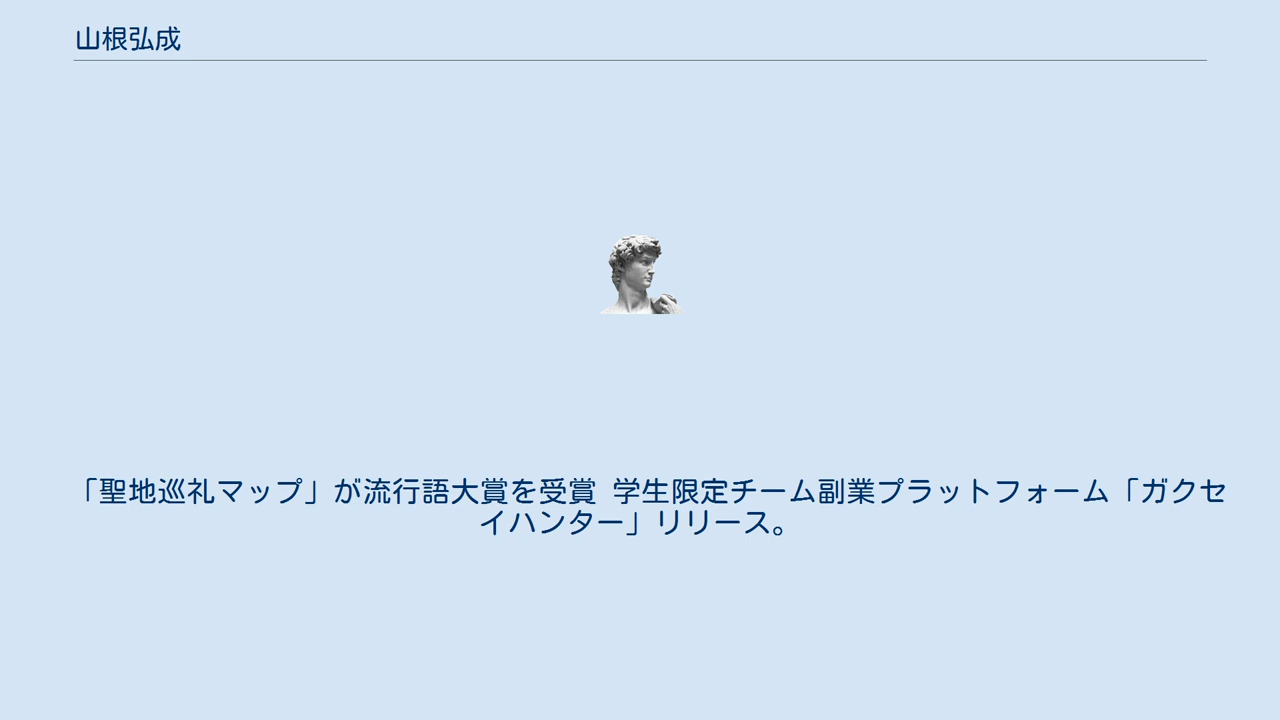 山根弘成
「聖地巡礼マップ」が流行語大賞を受賞 学生限定チーム副業プラットフォーム「ガクセ
イハンター」リリース。